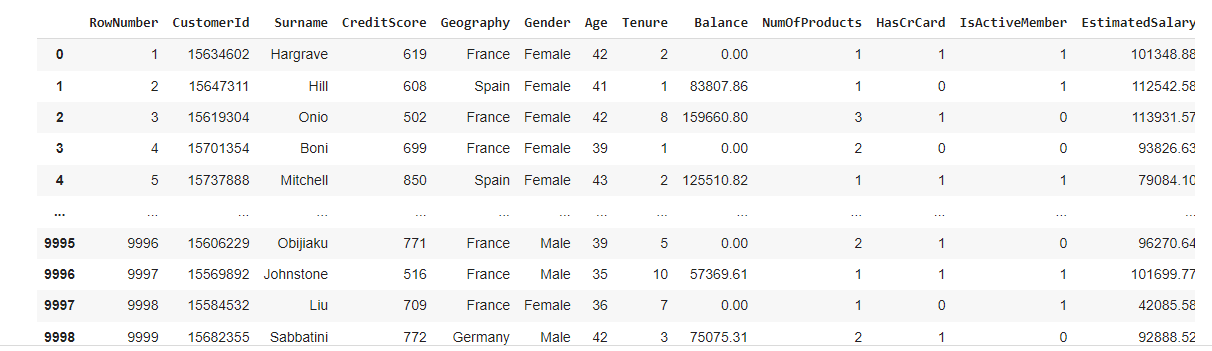 RowNumber CustomerId Surname CreditScore Geography Gender Age Tenure Balance NumOfProducts HasCrCard IsActiveMember EstimatedSalary
0 1 15634602 Hargrave 619 France Female 42 2 0.00 1 1 1 101348.88
1 2 15647311 Hill 608 Spain Female 41 1 83807.86 1 0 1 112542.58
2 3 15619304 Onio 502 France Female 42 8 159660.80 3 1 0 113931.57
3 4 15701354 Boni 699 France Female 39 1 0.00 2 0 0 93826.63
4 5 15737888 Mitchell 850 Spain Female 43 2 125510.82 1 1 1 79084.10
... ... ... ... ... ... ... ... ... ... ... ... ... ...
9995 9996 15606229 Obijiaku 771 France Male 39 5 0.00 2 1 0 96270.64
9996 9997 15569892 Johnstone 516 France Male 35 10 57369.61 1 1 1 101699.77
9997 9998 15584532 Liu 709 France Female 36 7 0.00 1 0 1 42085.58
9998 9999 15682355 Sabbatini 772 Germany Male 42 3 75075.31 2 1 0 92888.52